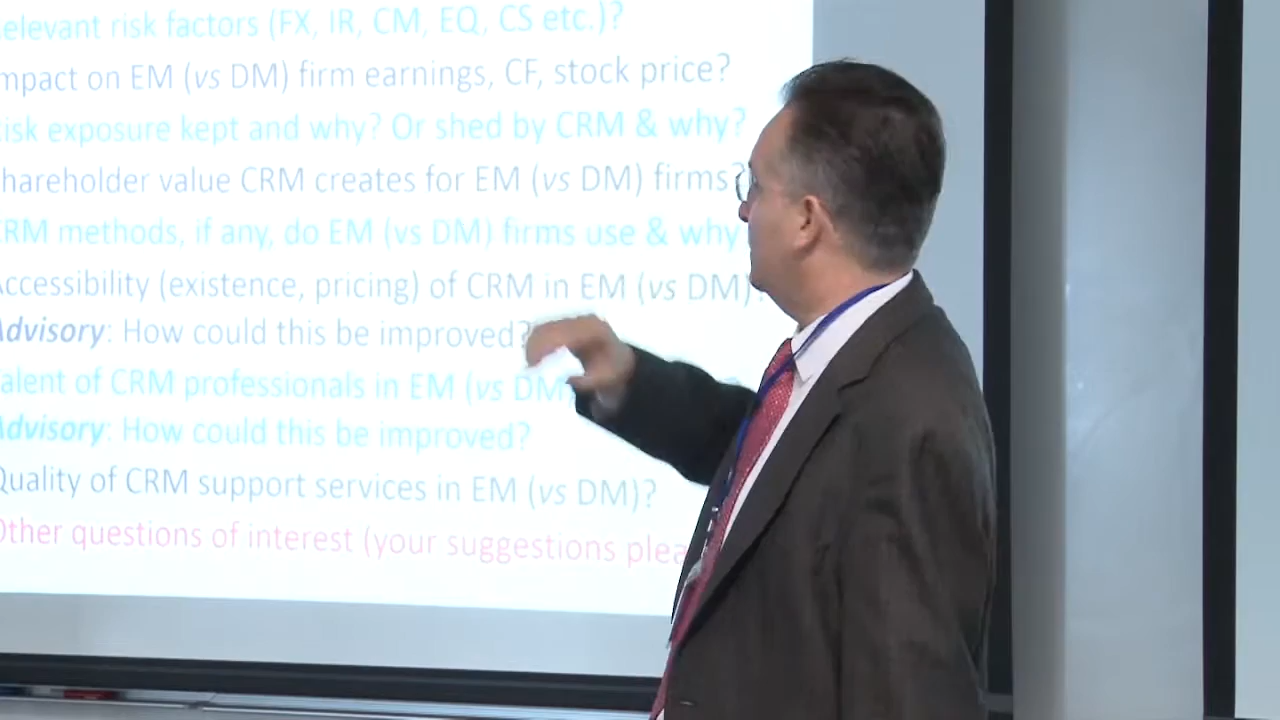 elevant risk factors (FX, IR, CM, EQ, CS etc.)?
mpact on EM (vs DM) firm earnings, CF, stock price?
isk exposure kept and why? Or shed by CRM & why?
hareholder value CRM creates for EM (vs DM) firms?
CRM methods, if any, do EM (vs DM) firms use & why
Accessibility (existence, pricing) of CRM in EM (vs DM)?
Advisory: How could this be improved?
alent of CRM professionals in EM (vs DM) ?
Advisory: How could this be improved?
Quality of CRM support services in EM (vs DM)?
Other questions of interest (your suggestions plea